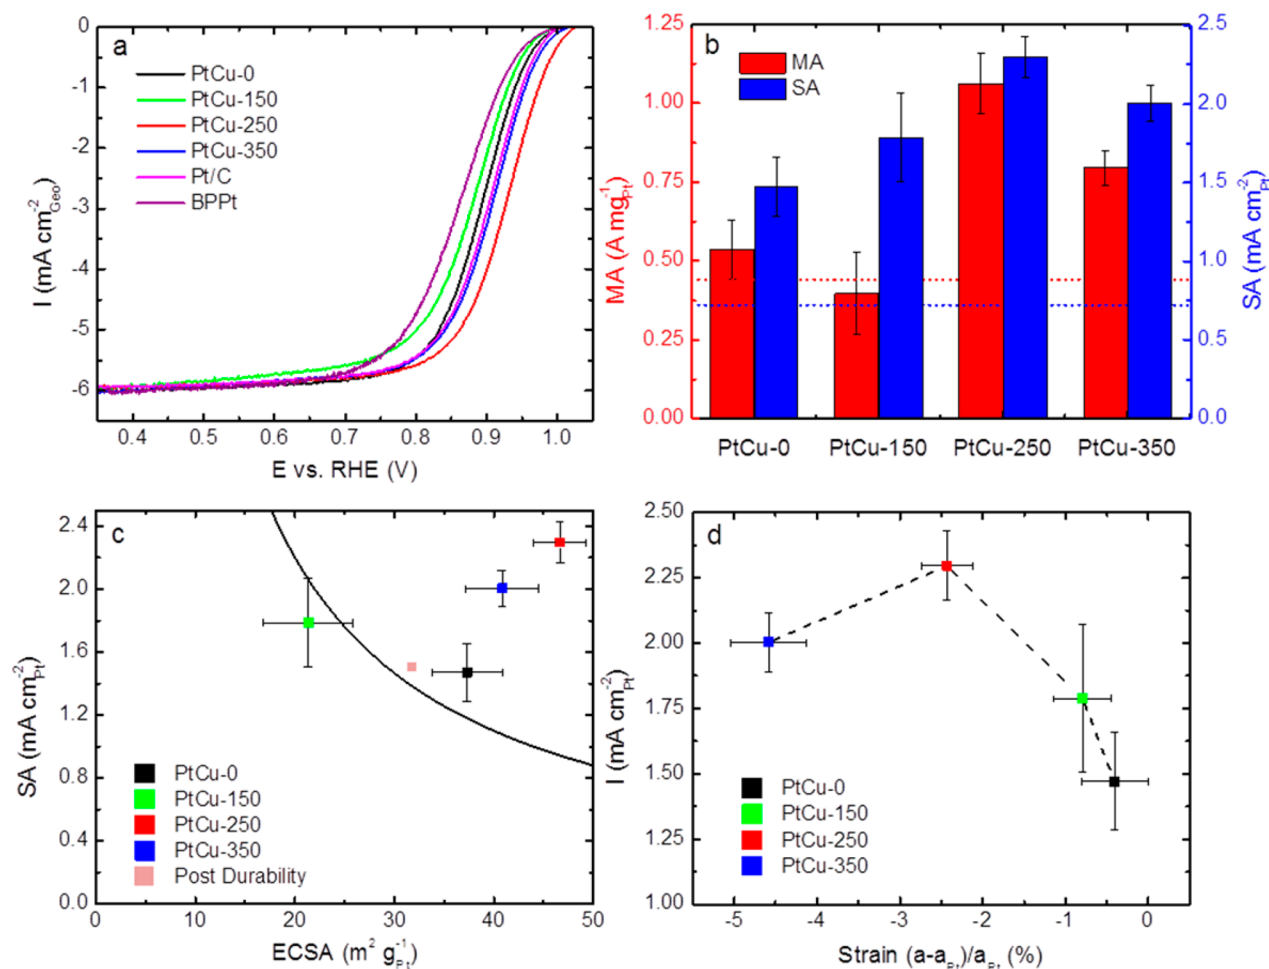 a
PtCu-0
PtCu-150
PtCu-250
PtCu-350
Pt/C
BPPt
0
-1
-2
-3
-4
-5
-6
I (mA cm-2Geo)
0.4 0.5 0.6 0.7 0.8 0.9 1.0
E vs. RHE (V)
b
MA
SA
1.25
1.00
0.75
0.50
0.25
0.00
MA (A mg-1Pt)
2.5
2.0
1.5
1.0
0.5
0.0
SA (mA cm-2Pt)
PtCu-0 PtCu-150 PtCu-250 PtCu-350
c
2.4
2.0
1.6
1.2
0.8
0.4
0.0
SA (mA cm-2Pt)
PtCu-0
PtCu-150
PtCu-250
PtCu-350
Post Durability
0 10 20 30 40 50
ECSA (m2 g-1Pt)
d
2.50
2.25
2.00
1.75
1.50
1.25
1.00
I (mA cm-2Pt)
PtCu-0
PtCu-150
PtCu-250
PtCu-350
-5 -4 -3 -2 -1 0
Strain (a-aPt)/aPt (%)